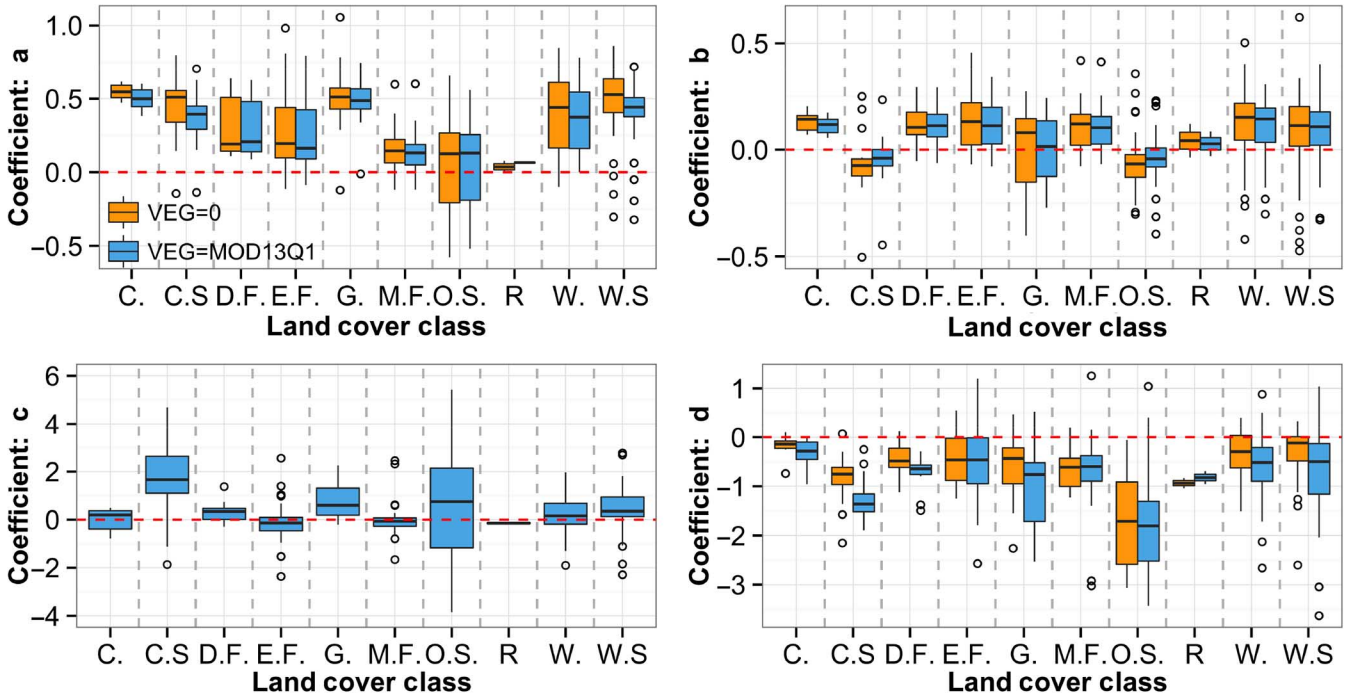 Coefficient: a
1.0
0.5
0.0
−0.5
VEG=0
VEG=MOD13Q1
C. C.S D.F. E.F. G. M.F. O.S. R W. W.S
Land cover class
Coefficient: b
0.5
0.0
−0.5
C. C.S D.F. E.F. G. M.F. O.S. R W. W.S
Land cover class
Coefficient: c
6
4
2
0
−2
−4
C. C.S D.F. E.F. G. M.F. O.S. R W. W.S
Land cover class
Coefficient: d
1
0
−1
−2
−3
C. C.S D.F. E.F. G. M.F. O.S. R W. W.S
Land cover class